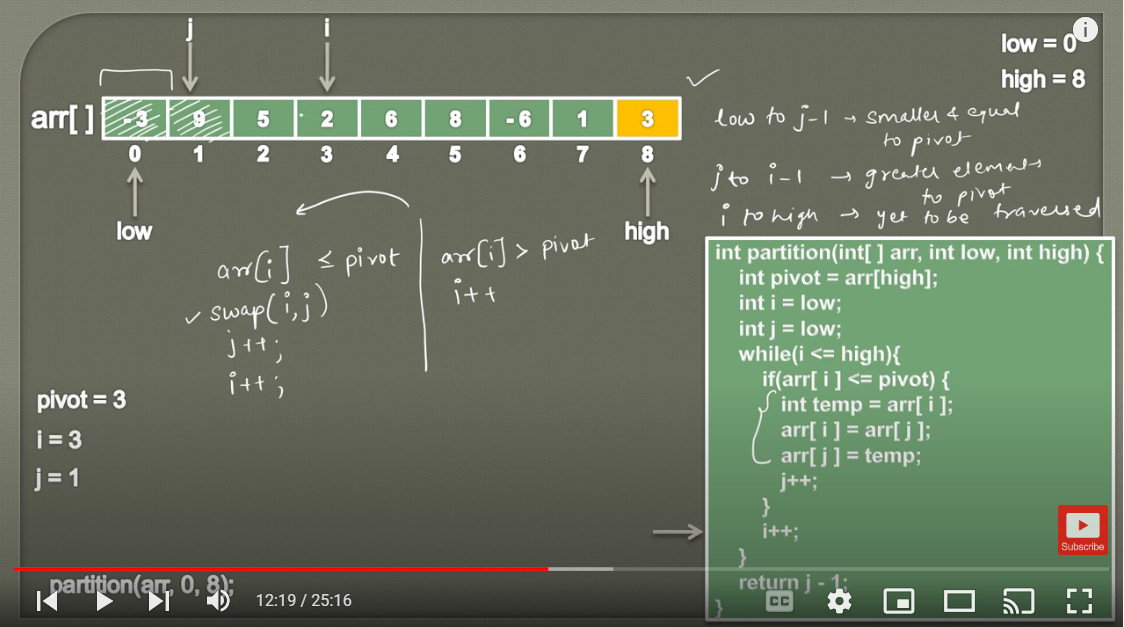 j
i
low = 0
high = 8
arr[ ]
-3 9 5 2 6 8 -6 1 3
0 1 2 3 4 5 6 7 8
low
high
low to j-1 → smaller & equal
to pivot
j to i-1 → greater elements
to pivot
i to high → yet to be traversed
arr[i] ≤ pivot
swap(i,j)
j++;
i++;
arr[i] > pivot
i++
pivot = 3
i = 3
j = 1
int partition(int[ ] arr, int low, int high) {
int pivot = arr[high];
int i = low;
int j = low;
while(i <= high){
if(arr[ i ] <= pivot) {
int temp = arr[ i ];
arr[ i ] = arr[ j ];
arr[ j ] = temp;
j++;
}
i++;
}
return j - 1;
}
Subscribe
partition(arr, 0, 8);
12:19 / 25:16
CC